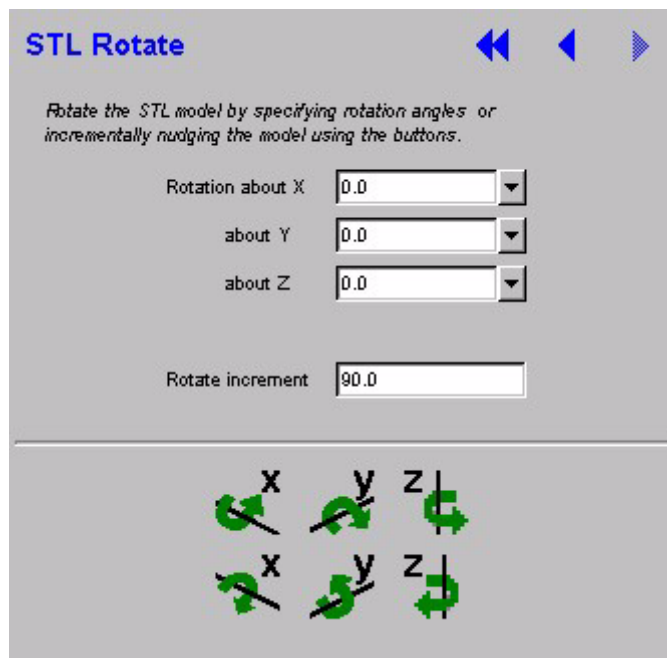 STL Rotate
Rotate the STL model by specifying rotation angles or
incrementally nudging the model using the buttons.
Rotation about X 0.0
about Y 0.0
about Z 0.0
Rotate increment 90.0
x y z
x y z